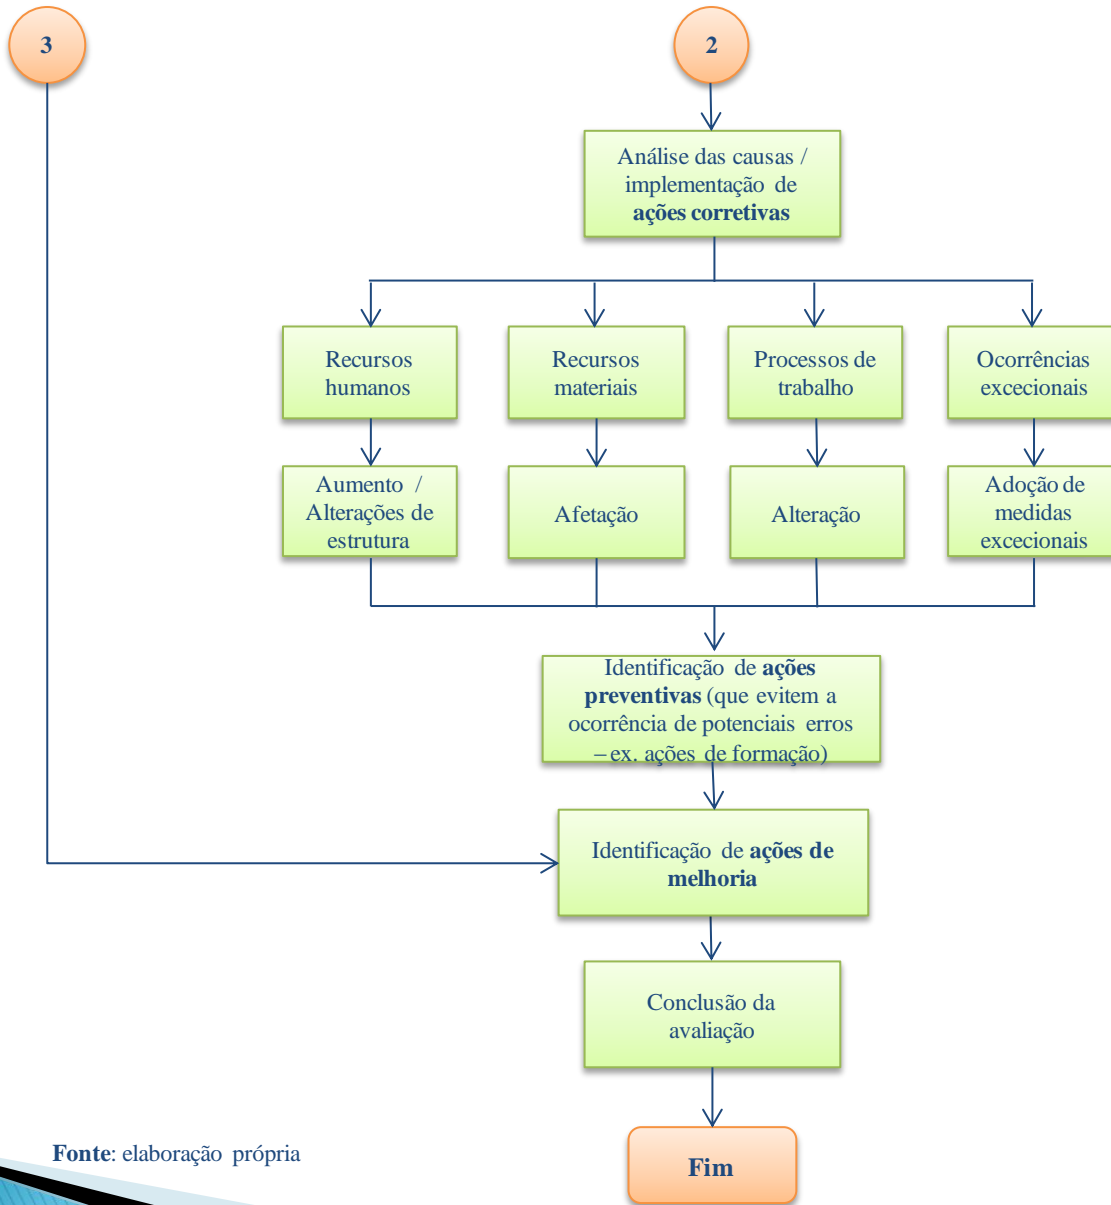 3
2
Análise das causas /
implementação de
ações corretivas
Recursos
humanos
Recursos
materiais
Processos de
trabalho
Ocorrências
excecionais
Aumento /
Alterações de
estrutura
Afetação
Alteração
Adoção de
medidas
excecionais
Identificação de ações
preventivas (que evitem a
ocorrência de potenciais erros
– ex. ações de formação)
Identificação de ações de
melhoria
Conclusão da
avaliação
Fonte: elaboração própria
Fim